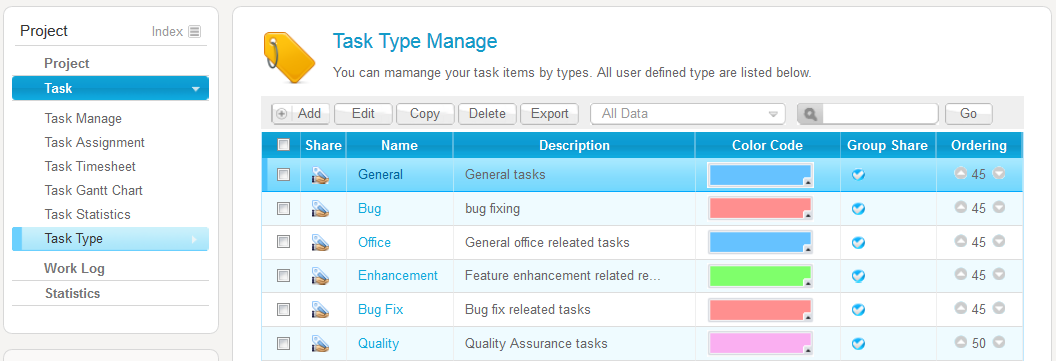 Project Index
Project
Task
Task Manage
Task Assignment
Task Timesheet
Task Gantt Chart
Task Statistics
Task Type
Work Log
Statistics
Task Type Manage
You can mamange your task items by types. All user defined type are listed below.
Add Edit Copy Delete Export All Data Go
Share Name Description Color Code Group Share Ordering
General General tasks 45
Bug bug fixing 45
Office General office releated tasks 45
Enhancement Feature enhancement related re... 45
Bug Fix Bug fix releated tasks 45
Quality Quality Assurance tasks 50